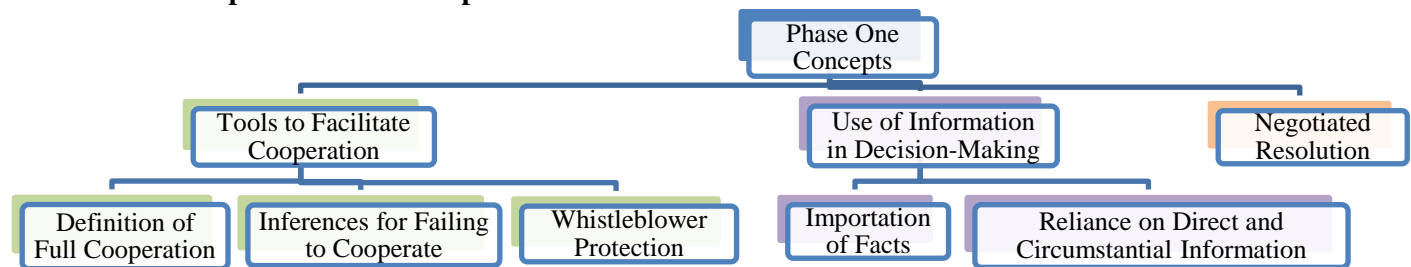 Phase One
Concepts
Tools to Facilitate
Cooperation
Use of Information
in Decision-Making
Negotiated
Resolution
Definition of
Full Cooperation
Inferences for Failing
to Cooperate
Whistleblower
Protection
Importation
of Facts
Reliance on Direct and
Circumstantial Information